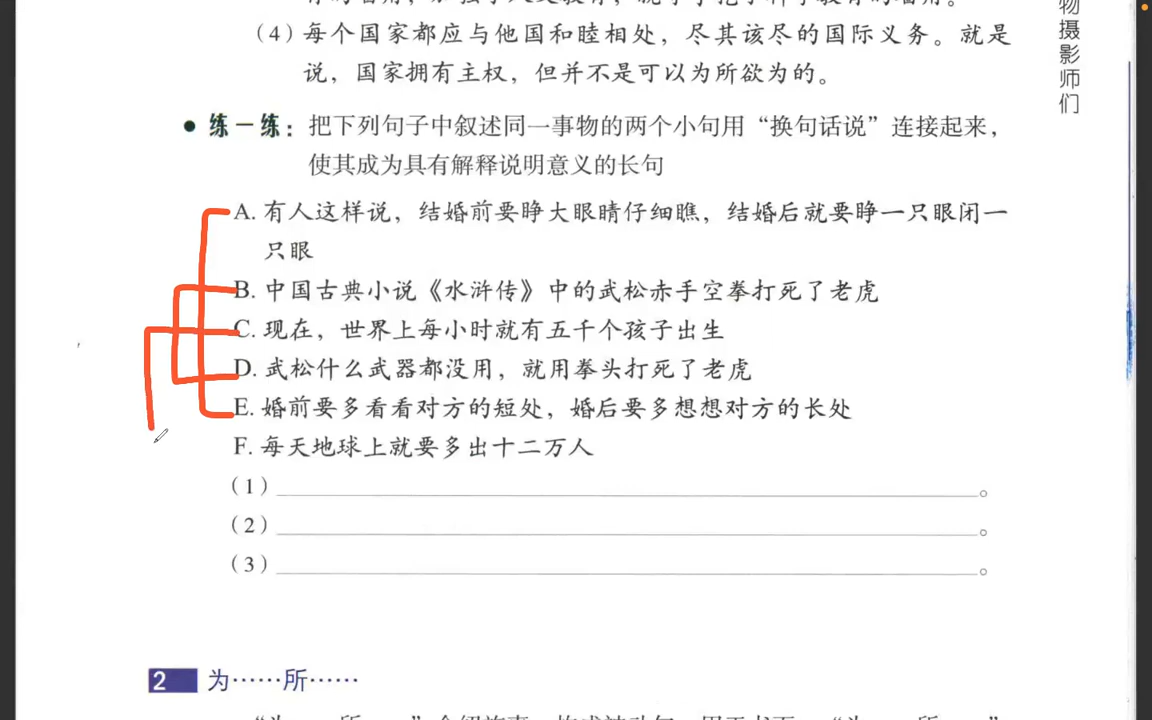 （4）每个国家都应与他国和睦相处，尽其该尽的国际义务。就是
说，国家拥有主权，但并不是可以为所欲为的。
物摄影师们
● 练一练：把下列句子中叙述同一事物的两个小句用“换句话说”连接起来，
使其成为具有解释说明意义的长句
A. 有人这样说，结婚前要睁大眼睛仔细瞧，结婚后就要睁一只眼闭一
只眼
B. 中国古典小说《水浒传》中的武松赤手空拳打死了老虎
C. 现在，世界上每小时就有五千个孩子出生
D. 武松什么武器都没用，就用拳头打死了老虎
E. 婚前要多看看对方的短处，婚后要多想想对方的长处
F. 每天地球上就要多出十二万人
（1）。
（2）。
（3）。
2 为……所……